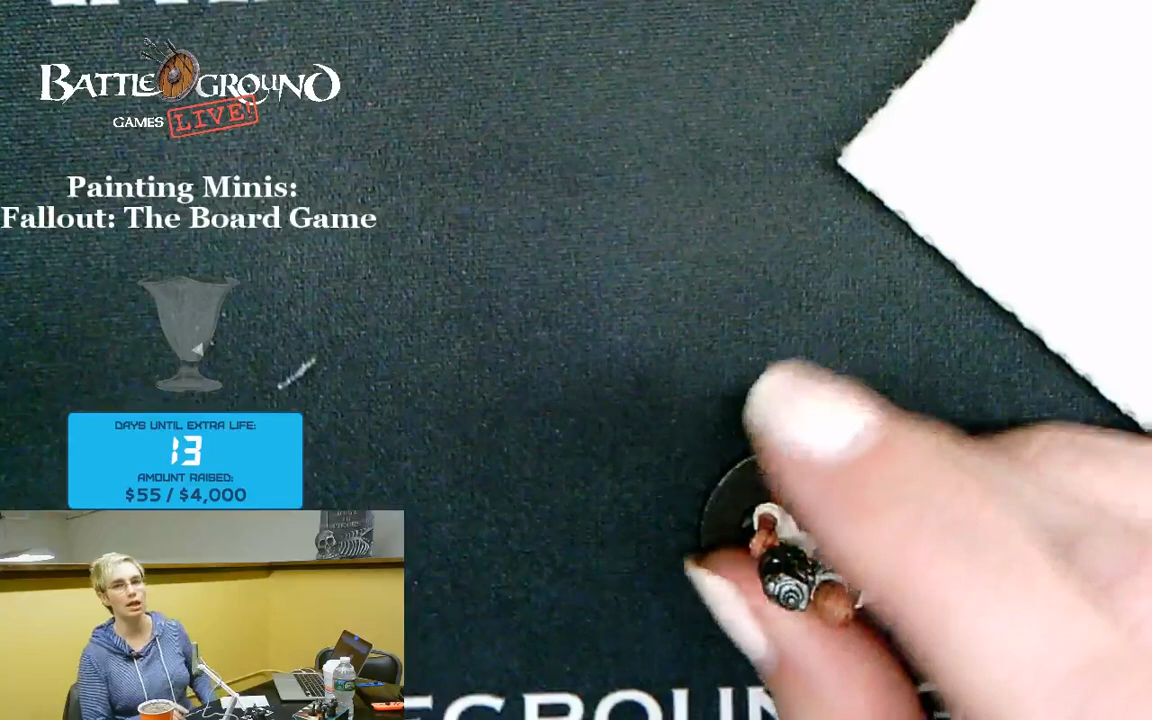 BATTLEGROUND
GAMES LIVE!
Painting Minis:
Fallout: The Board Game
DAYS UNTIL EXTRA LIFE:
13
AMOUNT RAISED:
$55 / $4,000